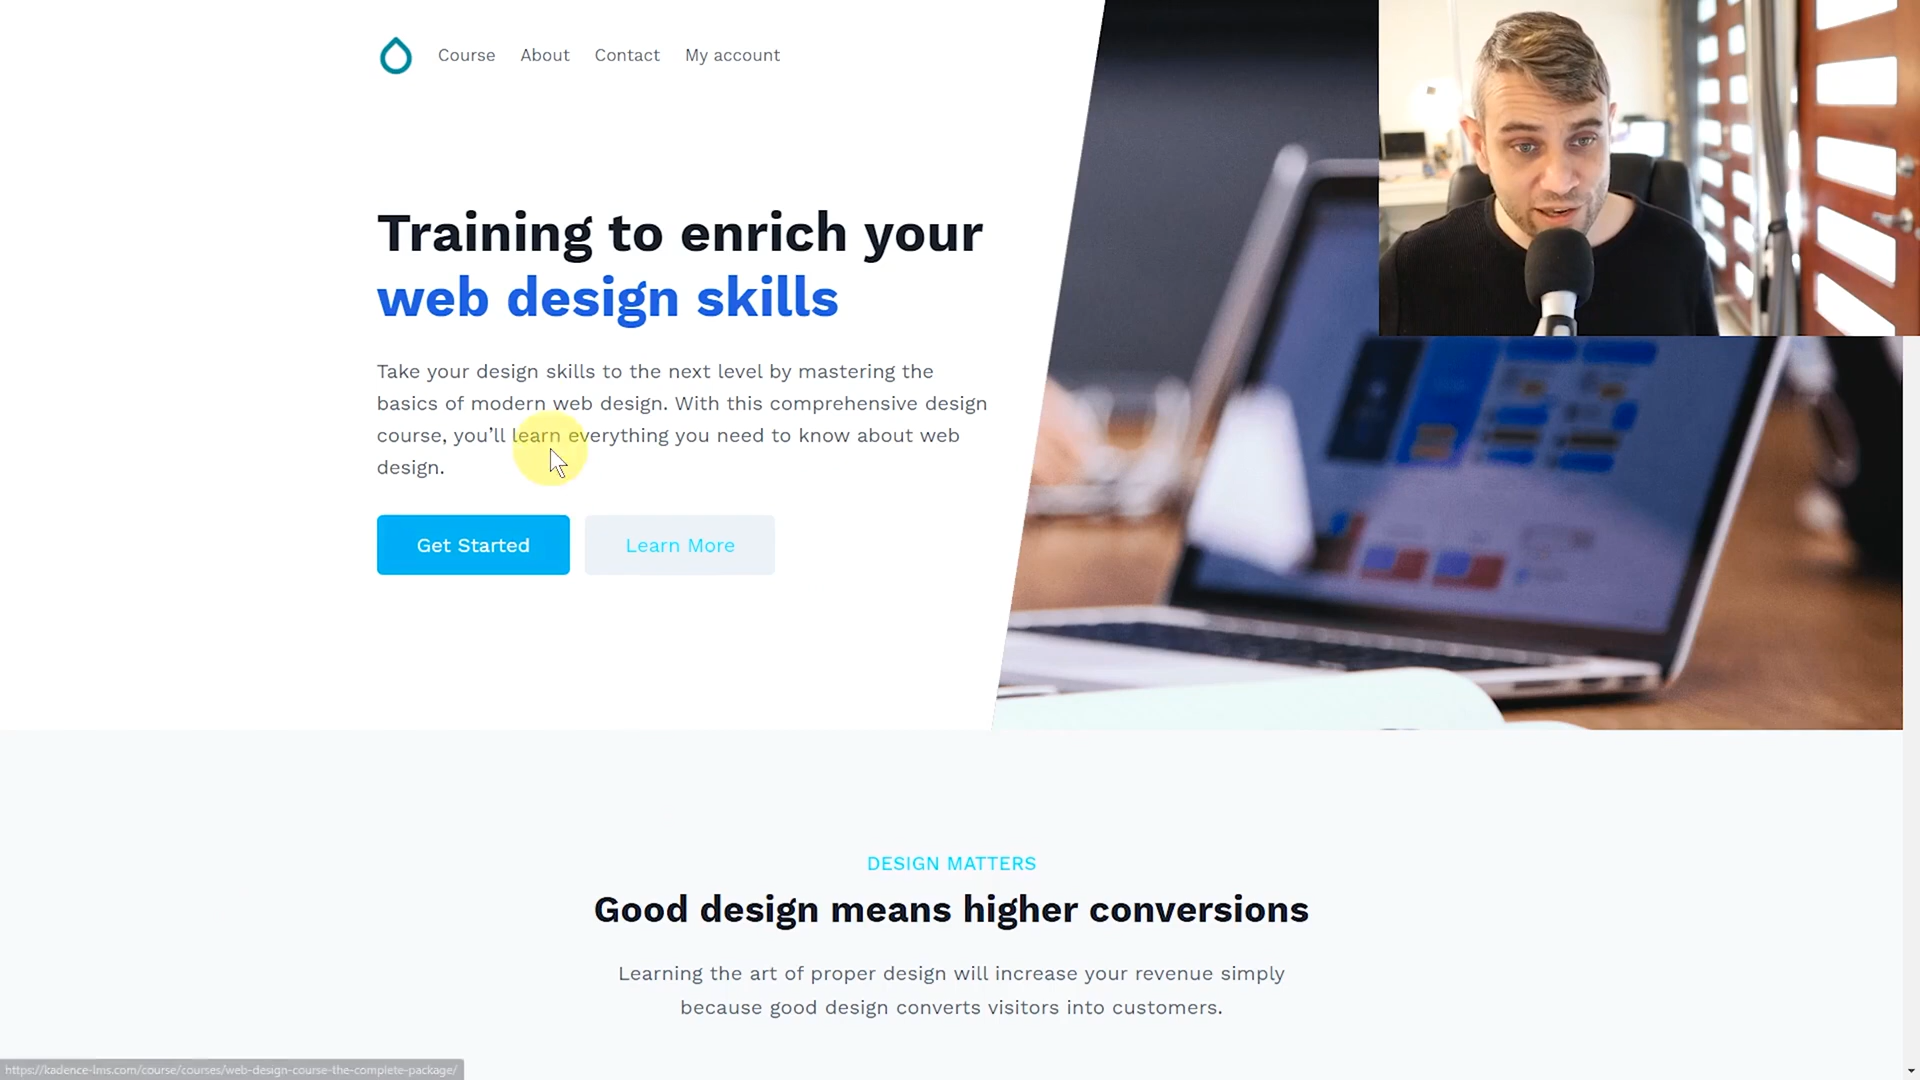 Course About Contact My account
Training to enrich your
web design skills
Take your design skills to the next level by mastering the
basics of modern web design. With this comprehensive design
course, you'll learn everything you need to know about web
design.
Get Started Learn More
DESIGN MATTERS
Good design means higher conversions
Learning the art of proper design will increase your revenue simply
because good design converts visitors into customers.
https://kadence-lms.com/course/courses/web-design-course-the-complete-package/